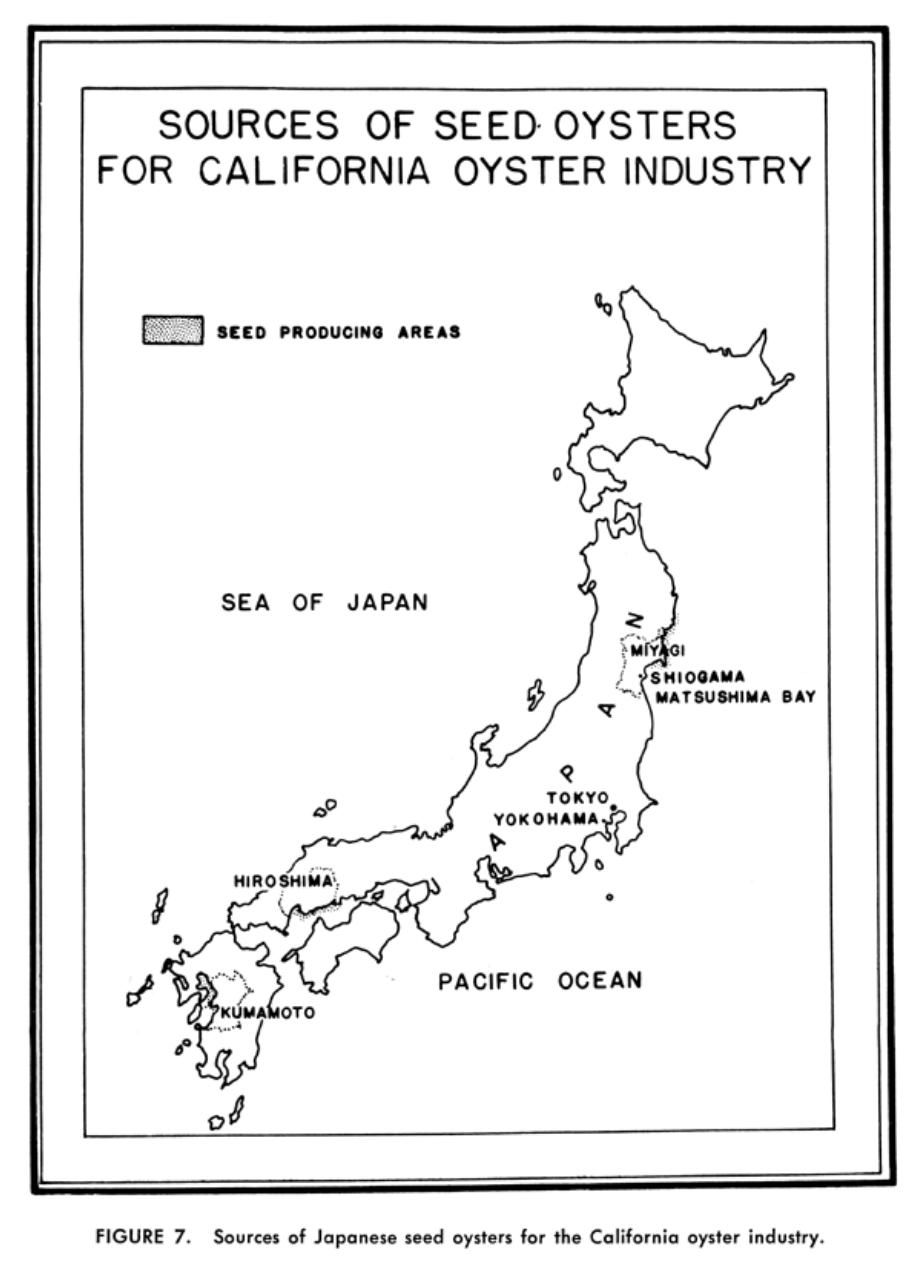 SOURCES OF SEED OYSTERS
FOR CALIFORNIA OYSTER INDUSTRY
SEED PRODUCING AREAS
SEA OF JAPAN
JAPAN
MIYAGI
SHIOGAMA
MATSUSHIMA BAY
TOKYO
YOKOHAMA
HIROSHIMA
PACIFIC OCEAN
KUMAMOTO
FIGURE 7. Sources of Japanese seed oysters for the California oyster industry.